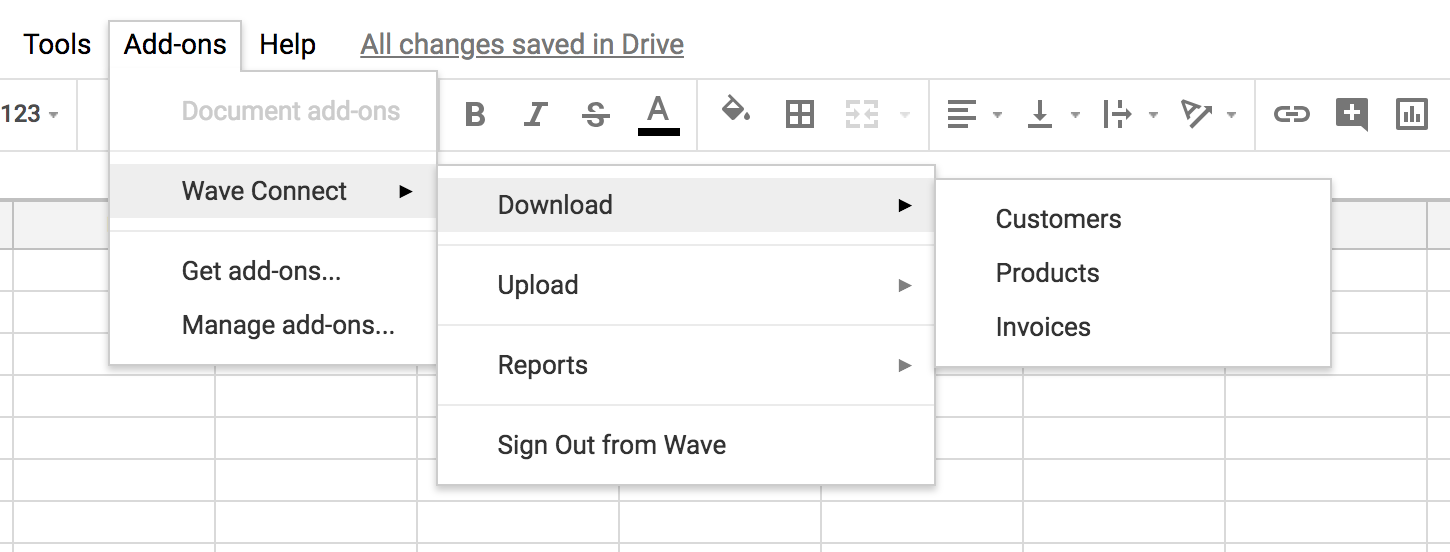 Tools Add-ons Help All changes saved in Drive
123 B I S A
Document add-ons
Wave Connect
Get add-ons...
Manage add-ons...
Download
Upload
Reports
Sign Out from Wave
Customers
Products
Invoices